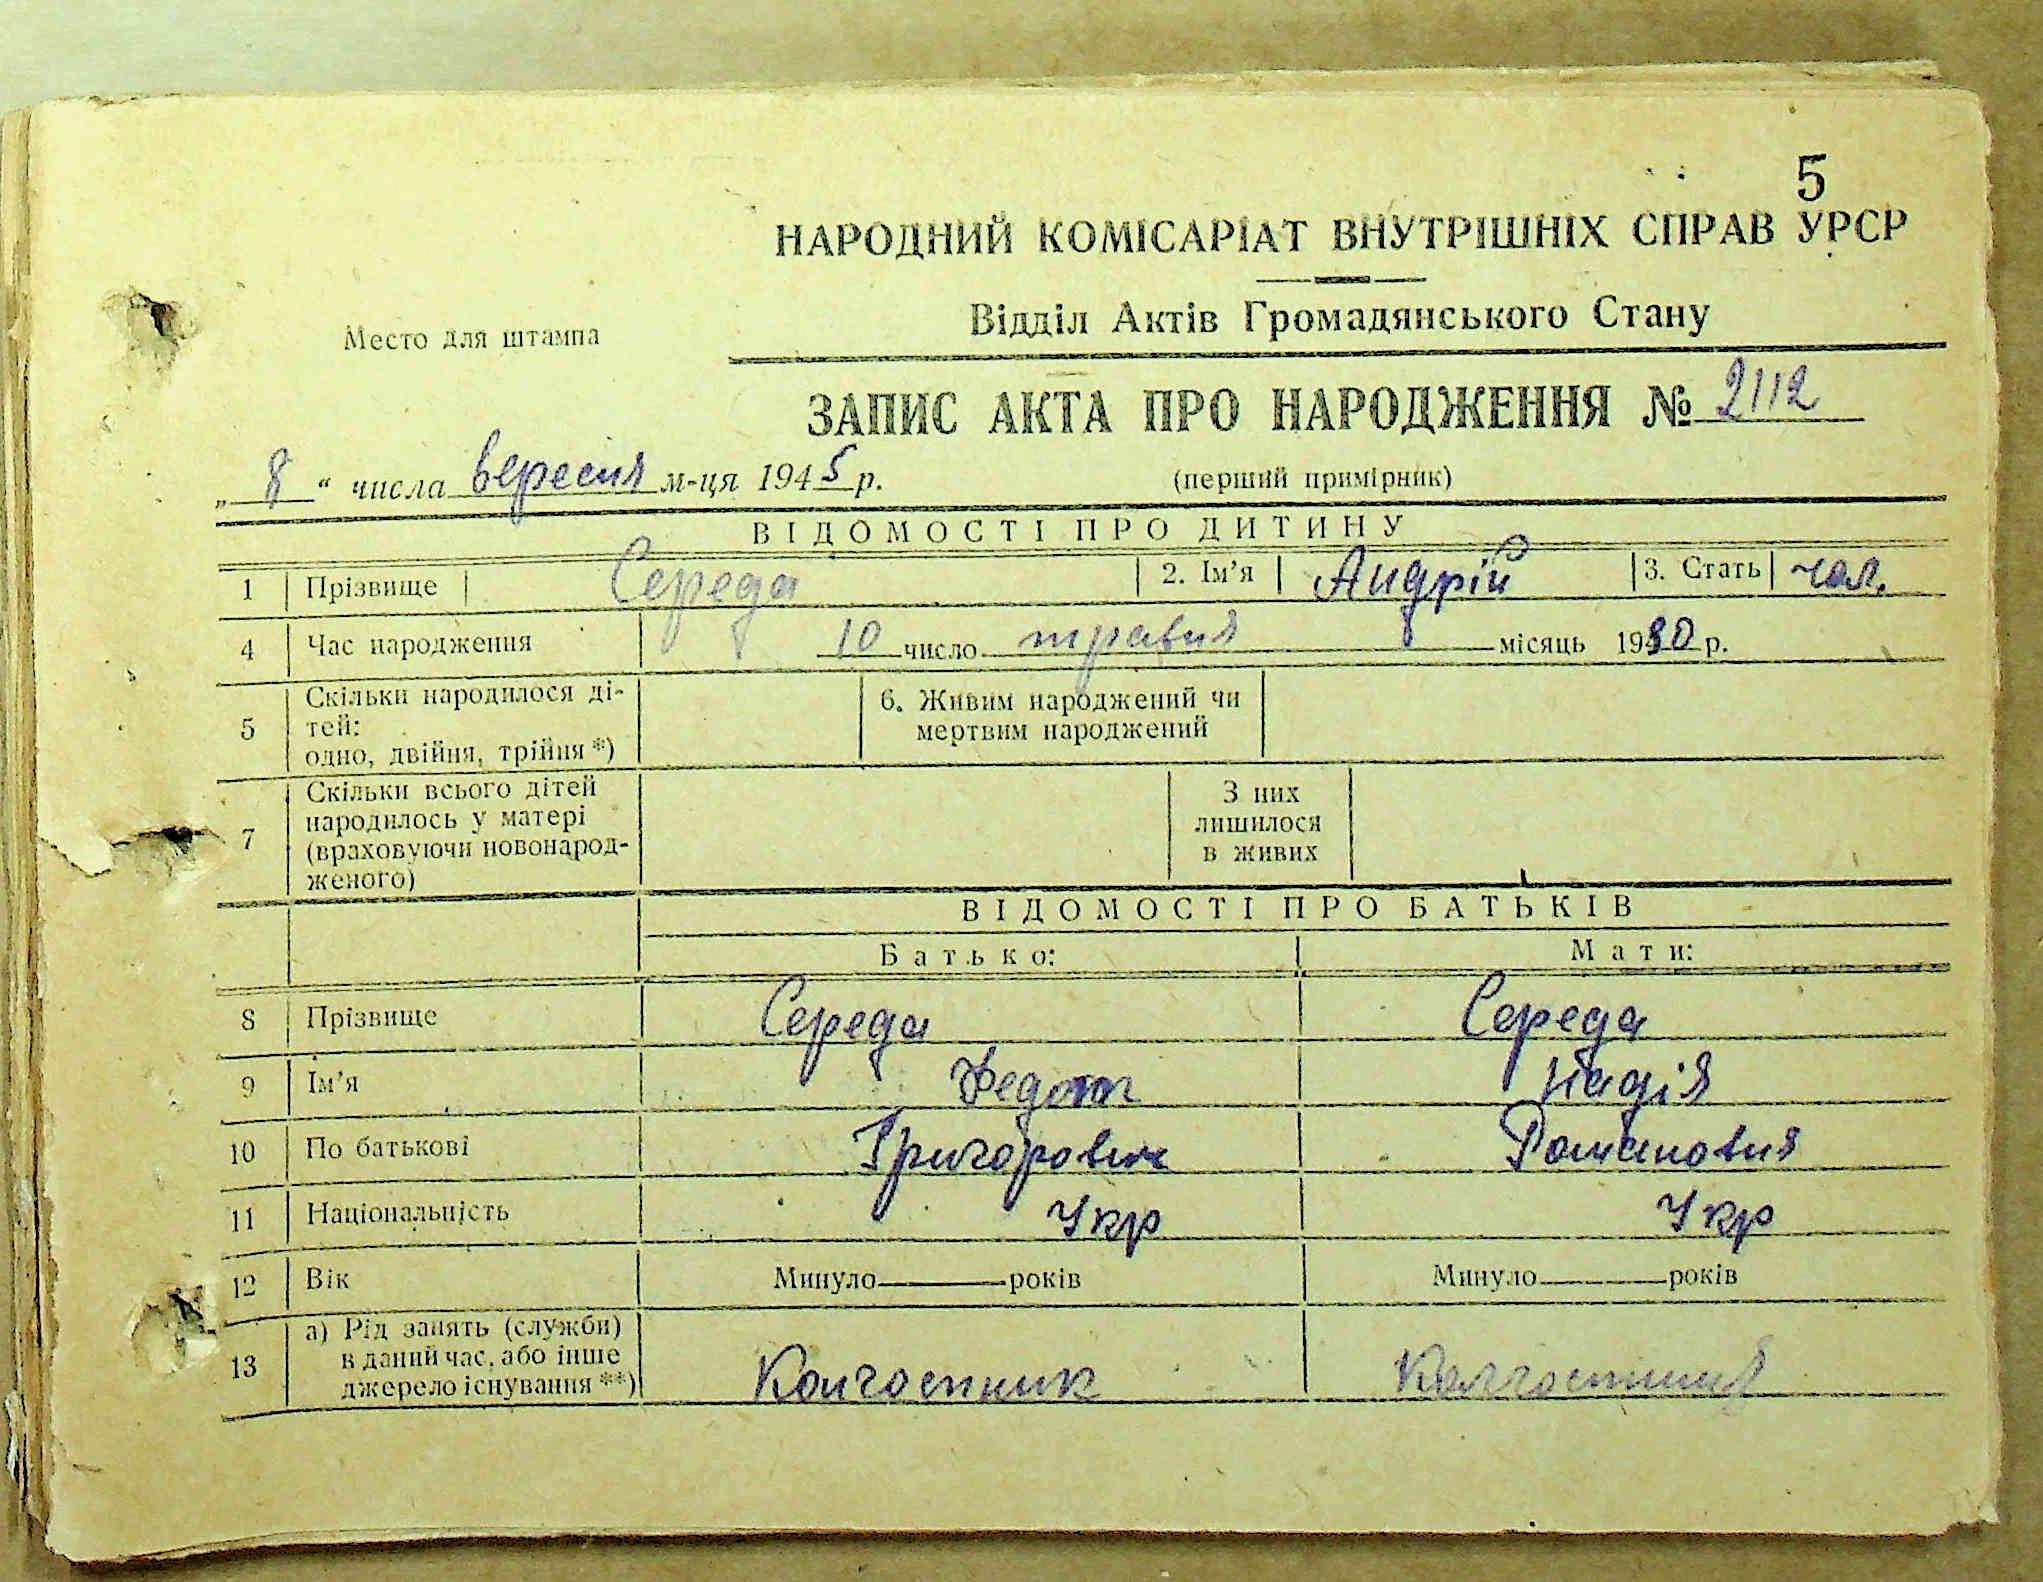 5
НАРОДНИЙ КОМІСАРІАТ ВНУТРІШНІХ СПРАВ УРСР
Відділ Актів Громадянського Стану
Место для штампа
ЗАПИС АКТА ПРО НАРОДЖЕННЯ № 2112
„8“ числа вересня м-ця 1945 р. (перший примірник)
ВІДОМОСТІ ПРО ДИТИНУ
1 Прізвище Середа 2. Ім’я Андрій 3. Стать чол.
4 Час народження 10 число травня місяць 1930 р.
5 Скільки народилося ді-
тей:
одно, двійня, трійня *)
6. Живим народжений чи
мертвим народжений
7 Скільки всього дітей
народилось у матері
(враховуючи новонарод-
женого)
З них
лишилося
в живих
ВІДОМОСТІ ПРО БАТЬКІВ
Батько: Мати:
8 Прізвище Середа Середа
9 Ім’я Федот Надія
10 По батькові Григорович Романовня
11 Національність Укр Укр
12 Вік Минуло років Минуло років
13 а) Рід занять (служби)
в даний час, або інше
джерело існування **)
Колгоспник Колгоспниця